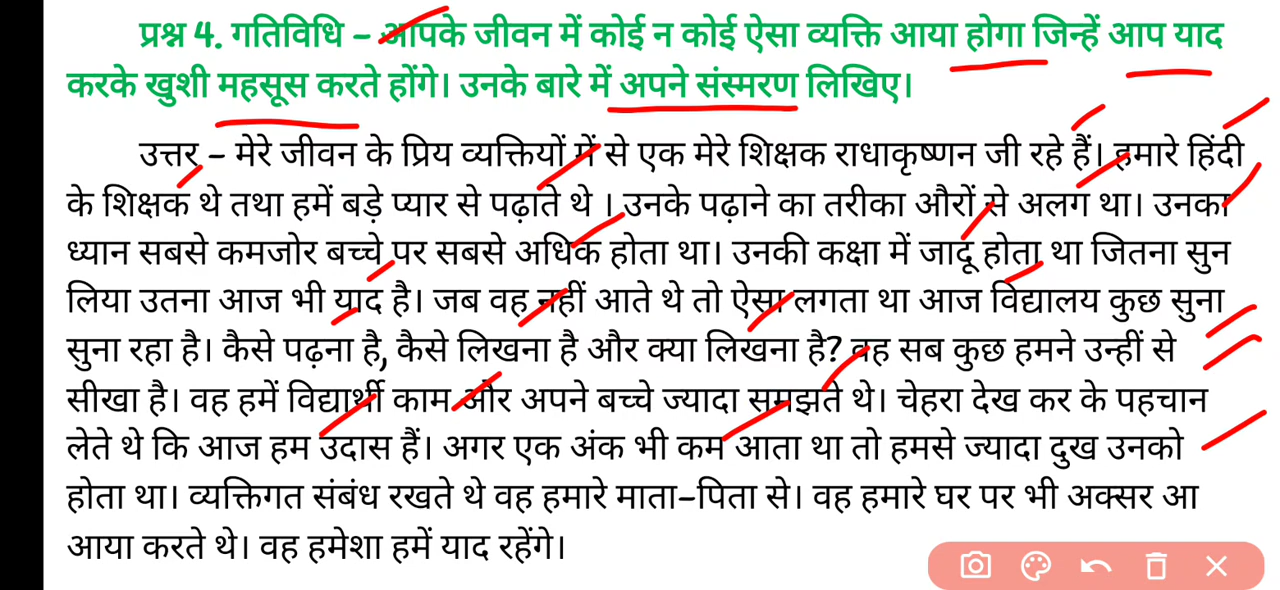 प्रश्न 4. गतिविधि – आपके जीवन में कोई न कोई ऐसा व्यक्ति आया होगा जिन्हें आप याद
करके खुशी महसूस करते होंगे। उनके बारे में अपने संस्मरण लिखिए।
उत्तर – मेरे जीवन के प्रिय व्यक्तियों में से एक मेरे शिक्षक राधाकृष्णन जी रहे हैं। हमारे हिंदी
के शिक्षक थे तथा हमें बड़े प्यार से पढ़ाते थे । उनके पढ़ाने का तरीका औरों से अलग था। उनका
ध्यान सबसे कमजोर बच्चे पर सबसे अधिक होता था। उनकी कक्षा में जादू होता था जितना सुन
लिया उतना आज भी याद है। जब वह नहीं आते थे तो ऐसा लगता था आज विद्यालय कुछ सुना
सुना रहा है। कैसे पढ़ना है, कैसे लिखना है और क्या लिखना है? वह सब कुछ हमने उन्हीं से
सीखा है। वह हमें विद्यार्थी काम और अपने बच्चे ज्यादा समझते थे। चेहरा देख कर के पहचान
लेते थे कि आज हम उदास हैं। अगर एक अंक भी कम आता था तो हमसे ज्यादा दुख उनको
होता था। व्यक्तिगत संबंध रखते थे वह हमारे माता-पिता से। वह हमारे घर पर भी अक्सर आ
आया करते थे। वह हमेशा हमें याद रहेंगे।